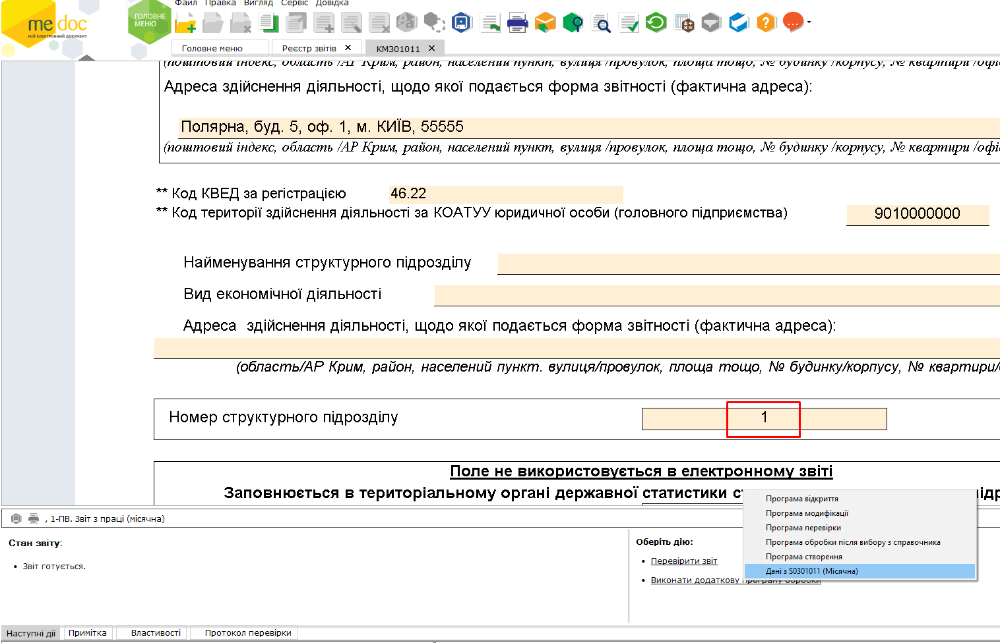 me doc
МІЙ ЕЛЕКТРОННИЙ ДОКУМЕНТ
ГОЛОВНЕ
МЕНЮ
Файл Правка Вигляд Сервіс Довідка
Головне меню
Реєстр звітів
КМ301011
(поштовий індекс, область /АР Крим, район, населений пункт, вулиця /провулок, площа тощо, № будинку /корпусу, № квартири /офіс
Адреса здійснення діяльності, щодо якої подається форма звітності (фактична адреса):
Полярна, буд. 5, оф. 1, м. КИЇВ, 55555
(поштовий індекс, область /АР Крим, район, населений пункт, вулиця /провулок, площа тощо, № будинку /корпусу, № квартири /офіс
** Код КВЕД за регістрацією 46.22
** Код території здійснення діяльності за КОАТУУ юридичної особи (головного підприємства) 9010000000
Найменування структурного підрозділу
Вид економічної діяльності
Адреса здійснення діяльності, щодо якої подається форма звітності (фактична адреса):
(область/АР Крим, район, населений пункт. вулиця/провулок, площа тощо, № будинку/корпусу, № квартири/
Номер структурного підрозділу 1
Поле не використовується в електронному звіті
Заповнюється в територіальному органі державної статистики ст підр
Програма відкриття
Програма модифікації
Програма перевірки
Програма обробки після вибору з справочника
Програма створення
Дані з S0301011 (Місячна)
, 1-ПВ. Звіт з праці (місячна)
Стан звіту:
• Звіт готується.
Оберіть дію:
• Перевірити звіт
• Виконати додаткову програму обробки
Наступні дії
Примітка
Властивості
Протокол перевірки